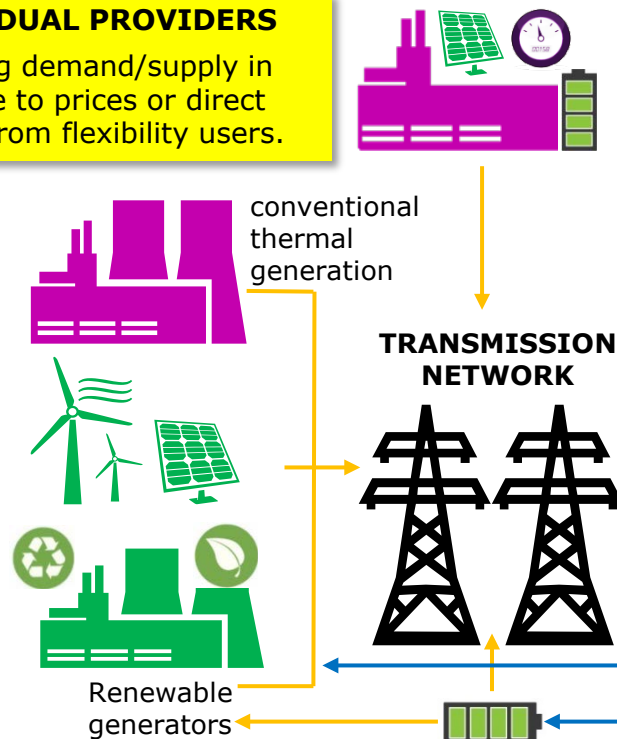 DUAL PROVIDERS
g demand/supply in
e to prices or direct
rom flexibility users.
conventional
thermal
generation
TRANSMISSION
NETWORK
Renewable
generators